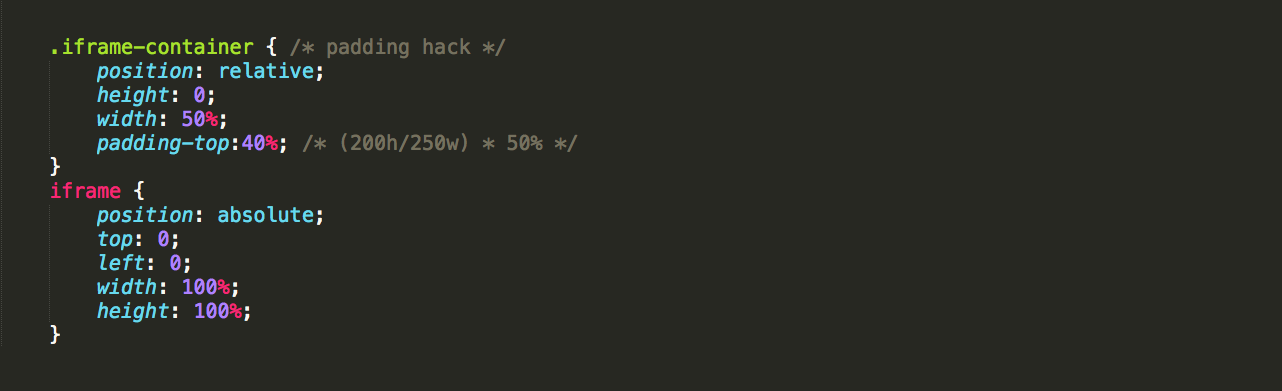 .iframe-container { /* padding hack */
    position: relative;
    height: 0;
    width: 50%;
    padding-top:40%; /* (200h/250w) * 50% */
}
iframe {
    position: absolute;
    top: 0;
    left: 0;
    width: 100%;
    height: 100%;
}